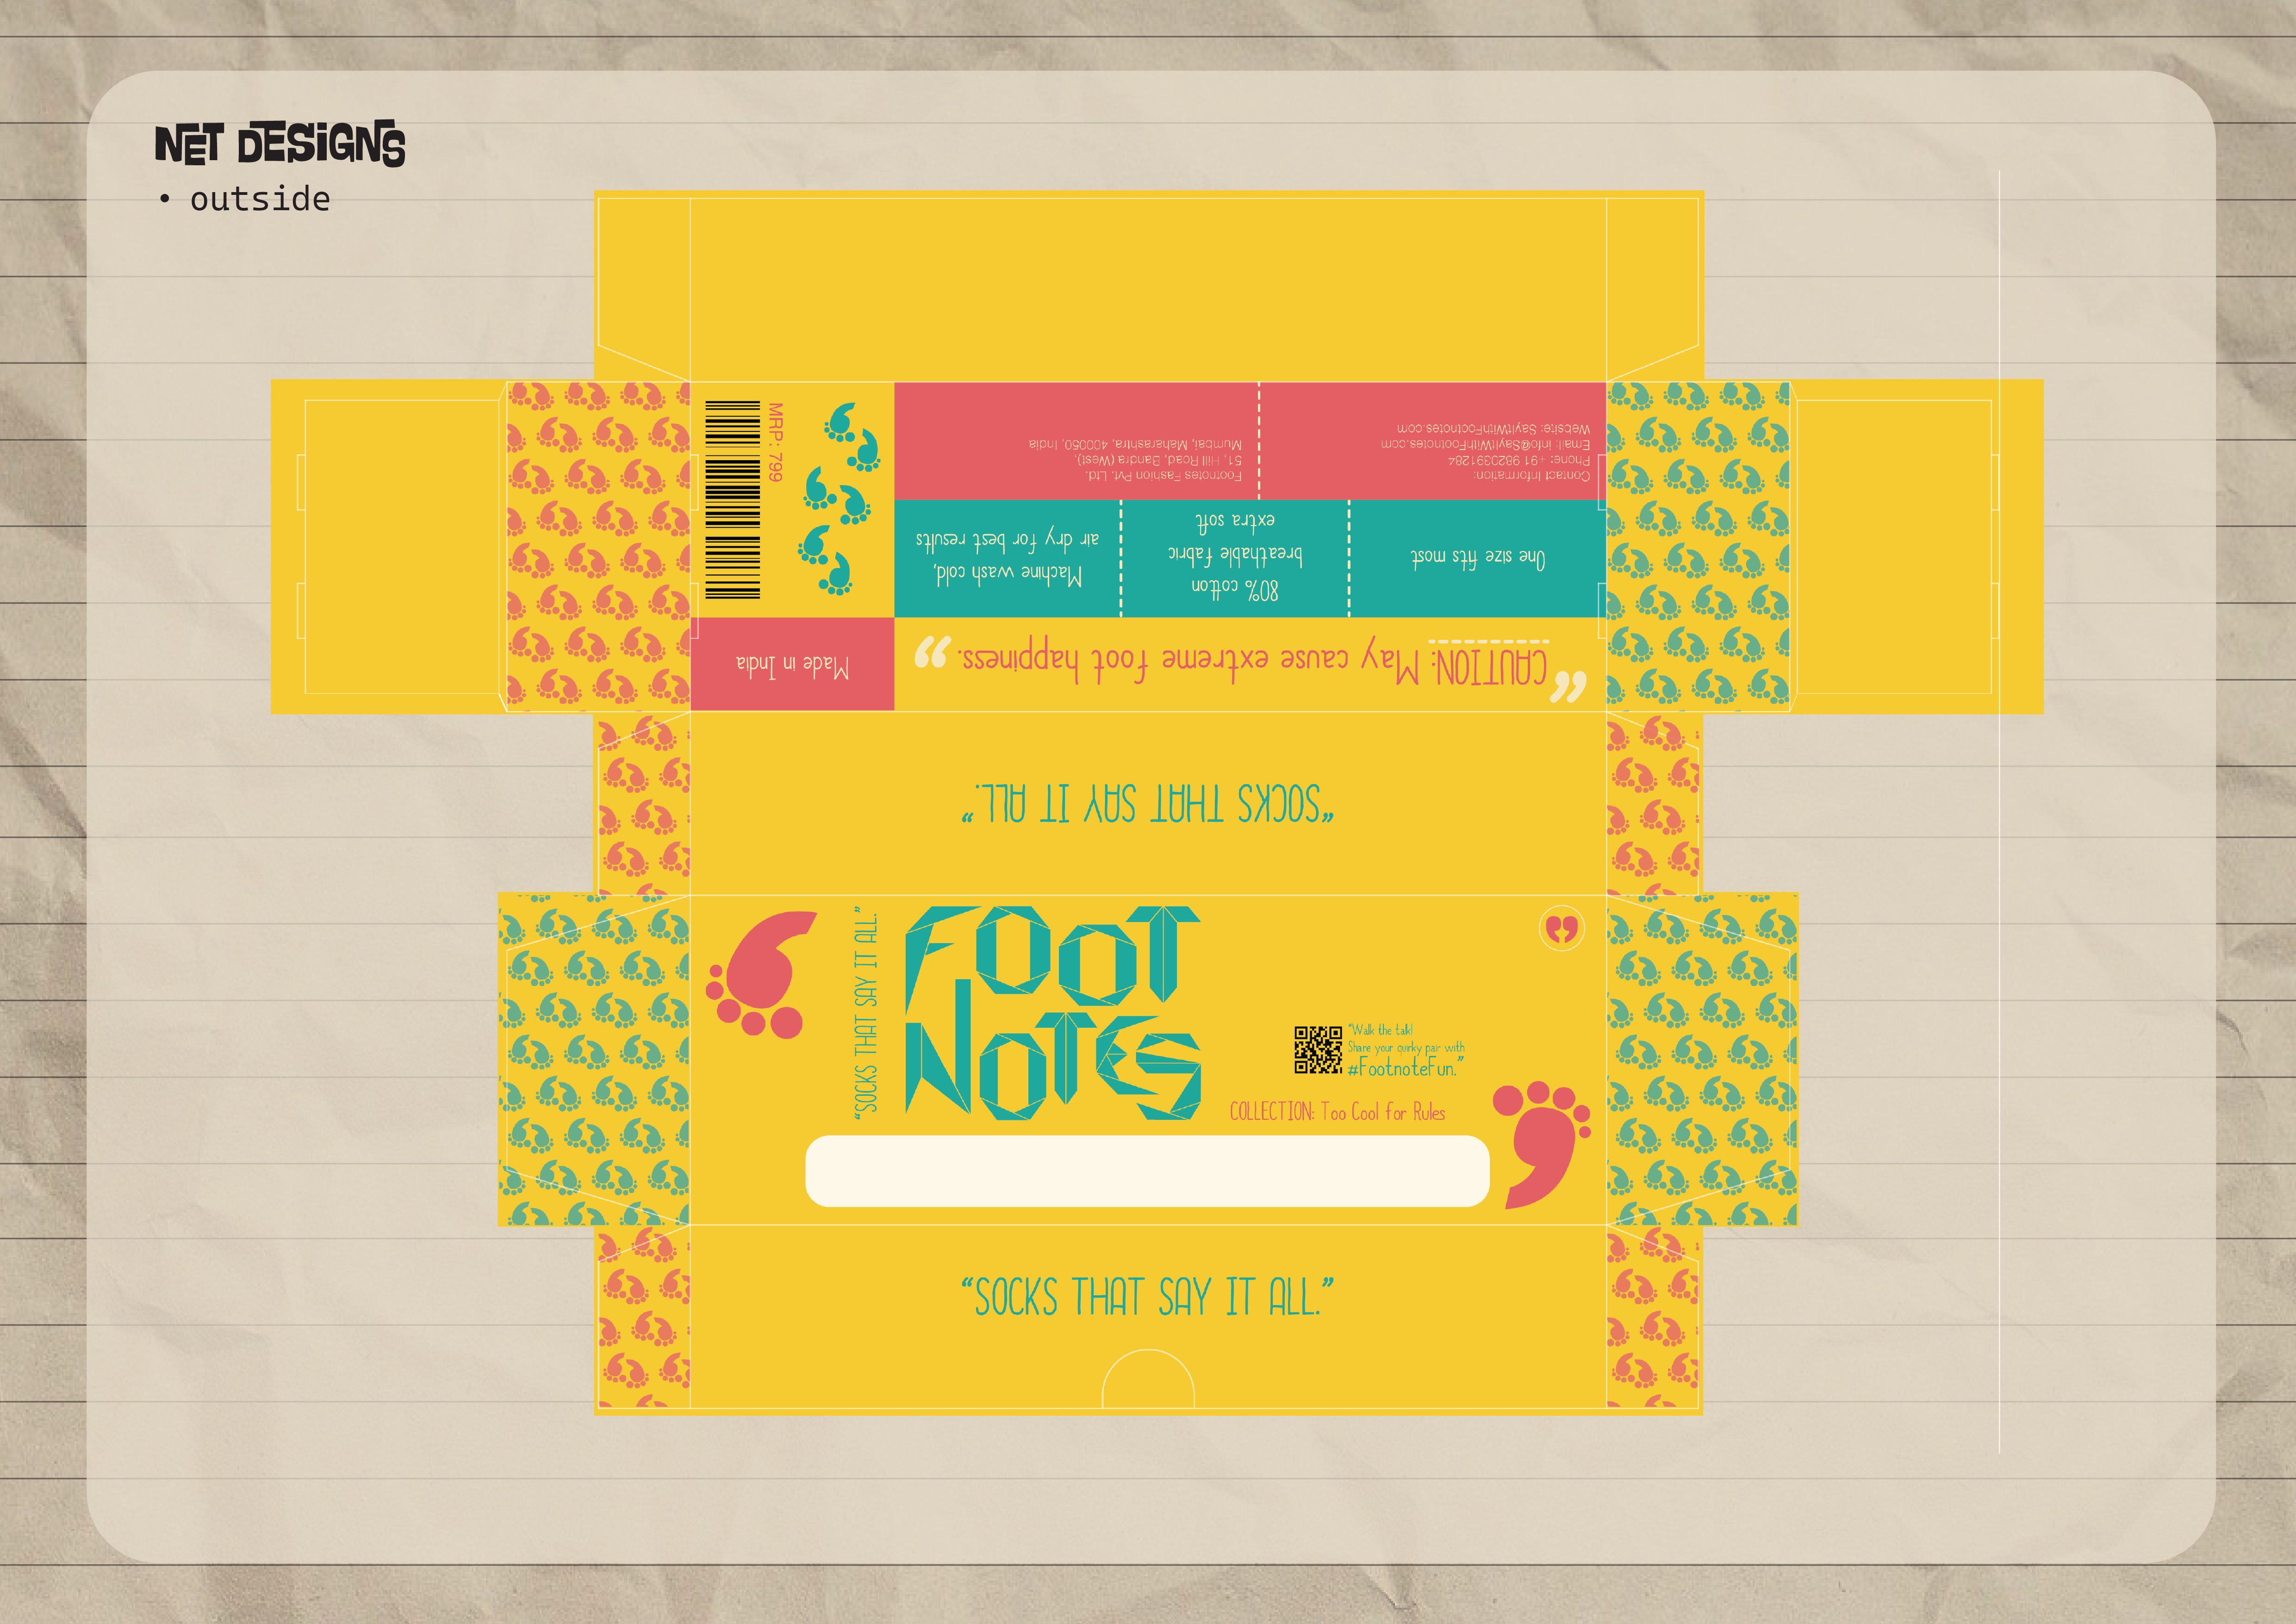 NET DESIGNS
• outside
MRP: 799
Footnotes Fashion Pvt. Ltd.
51, Hill Road, Bandra (West),
Mumbai, Maharashtra, 400050, India
Contact Information:
Phone: +91 9820391284
Email: info@SayItWithFootnotes.com
Website: SayItWithFootnotes.com
Machine wash cold,
air dry for best results
80% cotton
breathable fabric
extra soft
One size fits most
Made in India
“CAUTION: May cause extreme foot happiness.”
“SOCKS THAT SAY IT ALL.”
“SOCKS THAT SAY IT ALL.”
FOOT
NOTES
“Walk the talk!
Share your quirky pair with
#FootnoteFun.”
COLLECTION: Too Cool for Rules
“SOCKS THAT SAY IT ALL.”